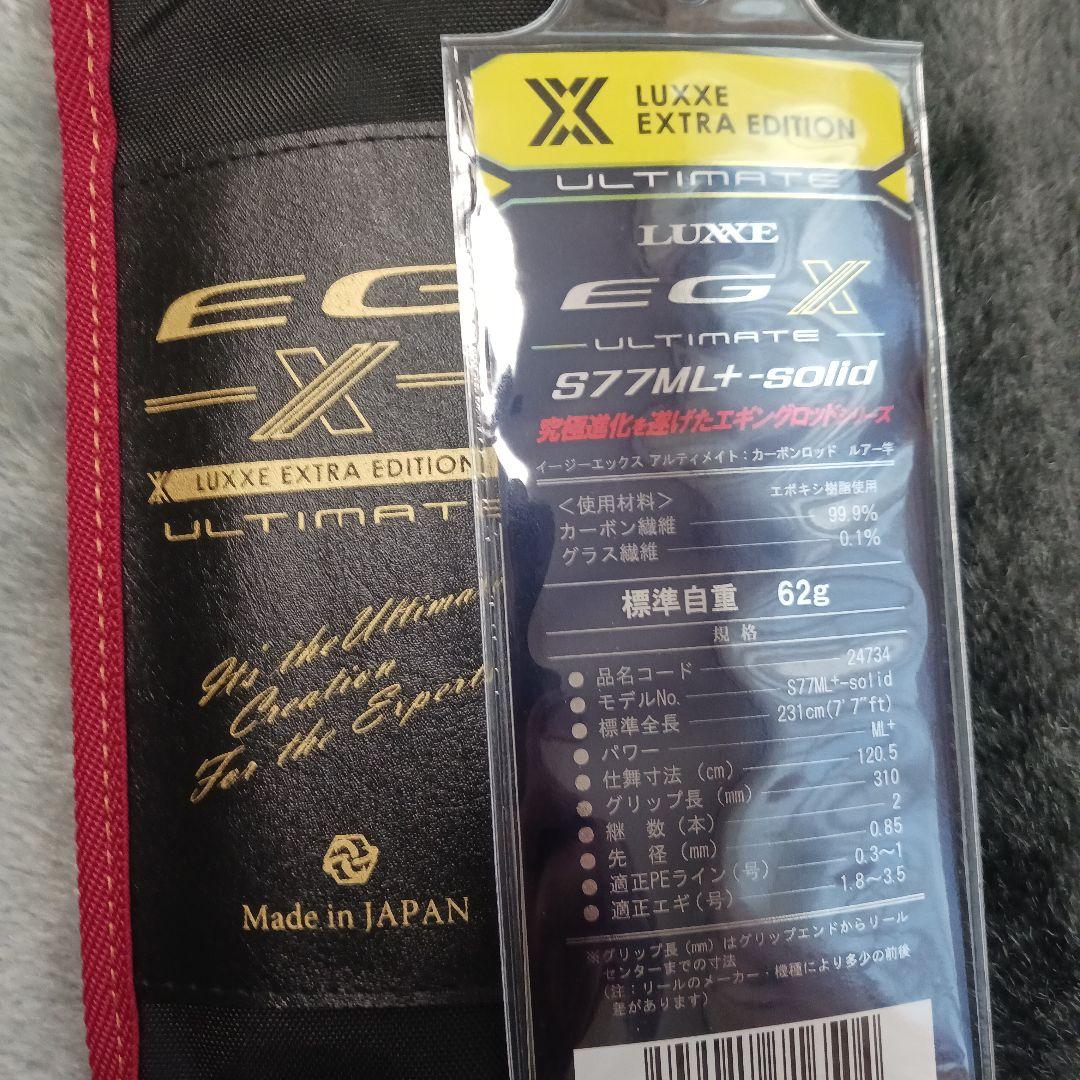 EG
X
LUXXE EXTRA EDITION
ULTIMATE
It's the Ultimate
Creation
For the Expert
Made in JAPAN
LUXXE
EXTRA EDITION
ULTIMATE
LUXXE
EG X
ULTIMATE
S77ML+-solid
究極進化を遂げたエギングロッドシリーズ
イージーエックス アルティメイト：カーボンロッド ルアー竿
エポキシ樹脂使用
＜使用材料＞
カーボン繊維 99.9%
グラス繊維 0.1%
標準自重 62g
規格
● 品名コード 24734
● モデルNo. S77ML+-solid
● 標準全長 231cm(7'7"ft)
● パワー ML+
● 仕舞寸法（cm） 120.5
● グリップ長（mm） 310
● 継数（本） 2
● 先径（mm） 0.85
● 適正PEライン（号） 0.3～1
● 適正エギ（号） 1.8～3.5
※グリップ長（mm）はグリップエンドからリール
センターまでの寸法
（注：リールのメーカー・機種により多少の前後
差があります）